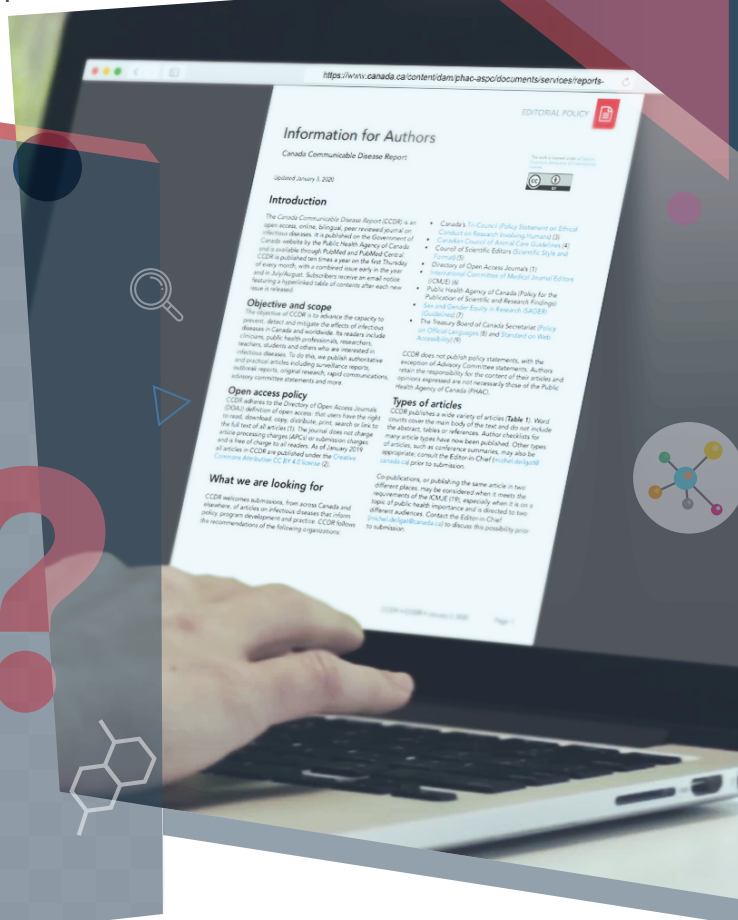 https://www.canada.ca/content/dam/phac-aspc/documents/services/reports-
EDITORIAL POLICY
Information for Authors
Canada Communicable Disease Report
Updated January 3, 2020
Introduction
The Canada Communicable Disease Report (CCDR) is an
open access, online, bilingual, peer reviewed journal on
infectious diseases. It is published on the Government of
Canada website by the Public Health Agency of Canada
and is available through PubMed and PubMed Central.
CCDR is published ten times a year on the first Thursday
of every month, with a combined issue early in the year
and in July/August. Subscribers receive an email notice
featuring a hyperlinked table of contents after each new
issue is released.
Objective and scope
The objective of CCDR is to advance the capacity to
prevent, detect and mitigate the effects of infectious
diseases in Canada and worldwide. Its readers include
clinicians, public health professionals, researchers,
teachers, students and others who are interested in
infectious diseases. To do this, we publish authoritative
and practical articles including surveillance reports,
outbreak reports, original research, rapid communications,
advisory committee statements and more.
Open access policy
CCDR adheres to the Directory of Open Access Journals
(DOAJ) definition of open access: that users have the right
to read, download, copy, distribute, print, search or link to
the full text of all articles (1). The journal does not charge
article processing charges (APCs) or submission charges
and is free of charge to all readers. As of January 2019
all articles in CCDR are published under the Creative
Commons Attribution CC BY 4.0 license (2).
What we are looking for
CCDR welcomes submissions, from across Canada and
elsewhere, of articles on infectious diseases that inform
policy, program development and practice. CCDR follows
the recommendations of the following organizations:
cc
BY
• Canada's Tri-Council (Policy Statement on Ethical
Conduct on Research Involving Humans) (3)
• Canadian Council of Animal Care Guidelines (4)
• Council of Scientific Editors (Scientific Style and
Format) (5)
• Directory of Open Access Journals (1)
• International Committee of Medical Journal Editors
(ICMJE) (6)
• Public Health Agency of Canada (Policy for the
Publication of Scientific and Research Findings)
• Sex and Gender Equity in Research (SAGER)
(Guidelines) (7)
• The Treasury Board of Canada Secretariat (Policy
on Official Languages (8) and Standard on Web
Accessibility) (9)
CCDR does not publish policy statements, with the
exception of Advisory Committee statements. Authors
retain the responsibility for the content of their articles and
opinions expressed are not necessarily those of the Public
Health Agency of Canada (PHAC).
Types of articles
CCDR publishes a wide variety of articles (Table 1). Word
counts cover the main body of the text and do not include
the abstract, tables or references. Author checklists for
many article types have now been published. Other types
of articles, such as conference summaries, may also be
appropriate; consult the Editor-in Chief (michel.deilgat@
canada.ca) prior to submission.
Co-publications, or publishing the same article in two
different places, may be considered when it meets the
requirements of the ICMJE (19), especially when it is on a
topic of public health importance and is directed to two
different audiences. Contact the Editor-in Chief
(michel.deilgat@canada.ca) to discuss this possibility prior
to submission.
Page 1
?